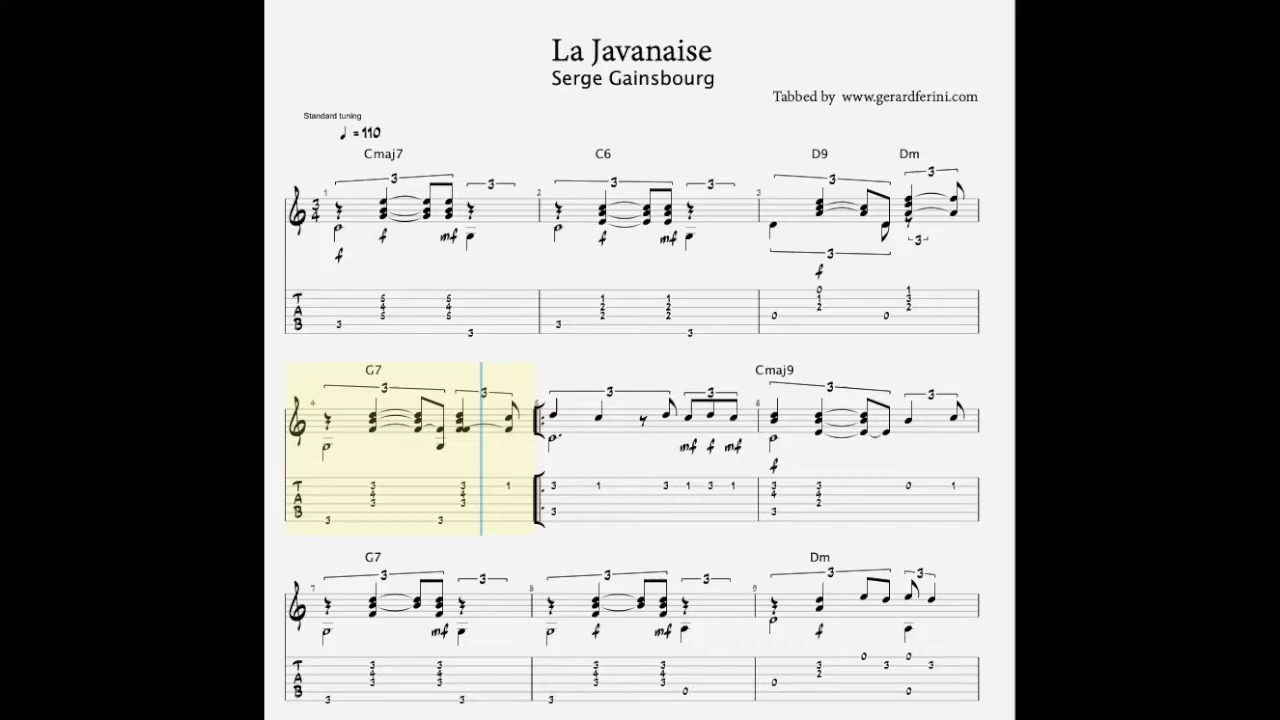 La Javanaise
Serge Gainsbourg
Tabbed by www.gerardferini.com
Standard tuning
= 110
Cmaj7 C6 D9 Dm
G7 Cmaj9
G7 Dm